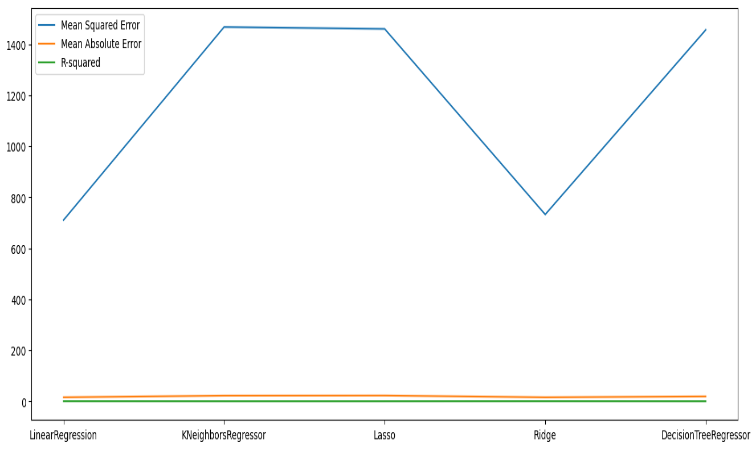 Mean Squared Error
Mean Absolute Error
R-squared
1400
1200
1000
800
600
400
200
0
LinearRegression KNeighborsRegressor Lasso Ridge DecisionTreeRegressor